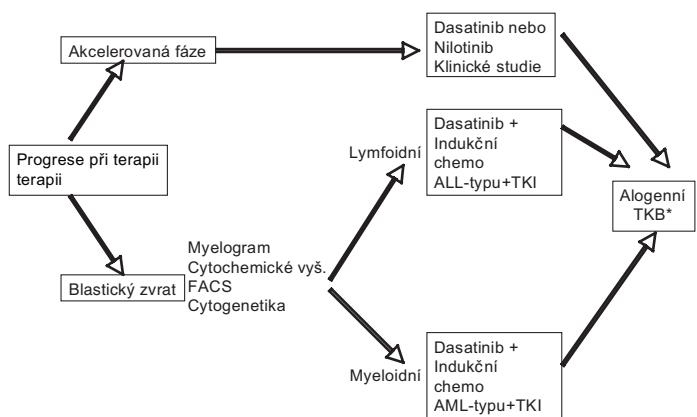 Akcelerovaná fáze
Dasatinib nebo
Nilotinib
Klinické studie
Progrese při terapii
terapii
Lymfoidní
Dasatinib +
Indukční
chemo
ALL-typu+TKI
Alogenní
TKB*
Blastický zvrat
Myelogram
Cytochemické vyš.
FACS
Cytogenetika
Myeloidní
Dasatinib +
Indukční
chemo
AML-typu+TKI